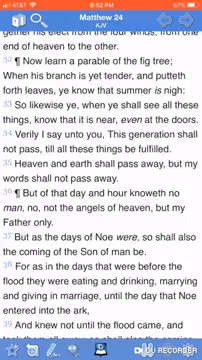 9:52 PM
Matthew 24
KJV
gether his elect from the four winds, from one
end of heaven to the other.
32 ¶ Now learn a parable of the fig tree;
When his branch is yet tender, and putteth
forth leaves, ye know that summer is nigh:
33 So likewise ye, when ye shall see all these
things, know that it is near, even at the doors.
34 Verily I say unto you, This generation shall
not pass, till all these things be fulfilled.
35 Heaven and earth shall pass away, but my
words shall not pass away.
36 ¶ But of that day and hour knoweth no
man, no, not the angels of heaven, but my
Father only.
37 But as the days of Noe were, so shall also
the coming of the Son of man be.
38 For as in the days that were before the
flood they were eating and drinking, marrying
and giving in marriage, until the day that Noe
entered into the ark,
39 And knew not until the flood came, and
RECORDER